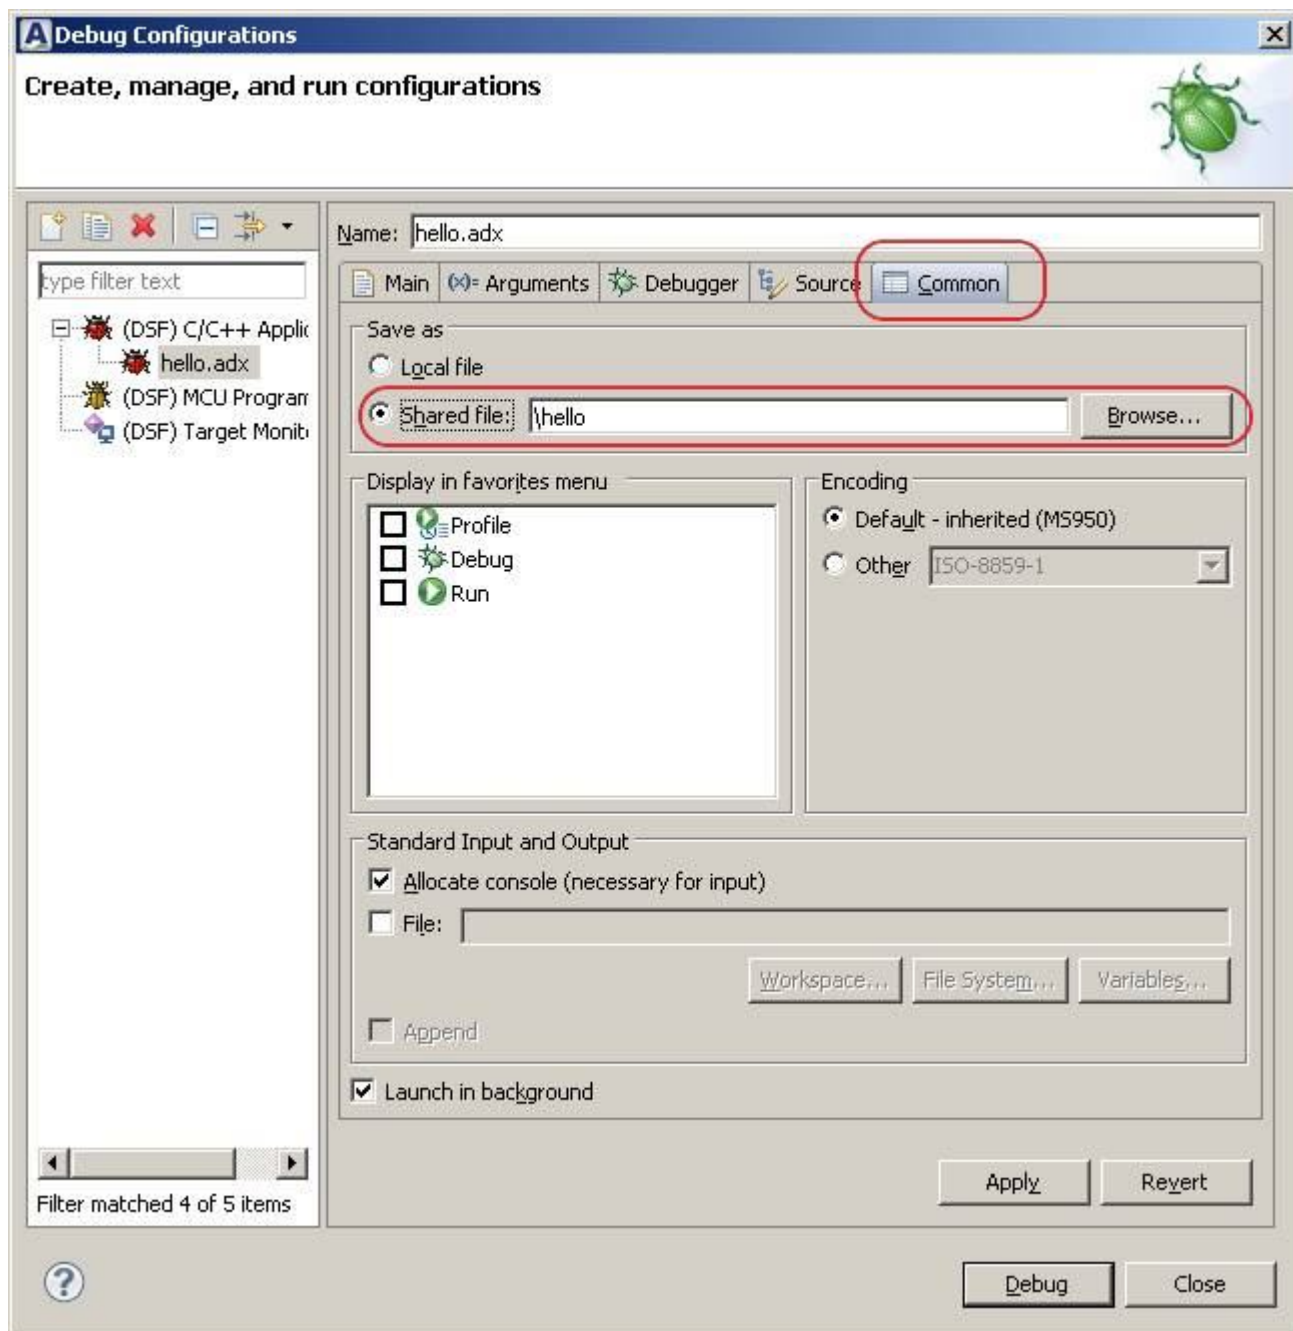 Debug Configurations
Create, manage, and run configurations
type filter text
(DSF) C/C++ Applic
hello.adx
(DSF) MCU Program
(DSF) Target Monit
Filter matched 4 of 5 items
Name: hello.adx
Main (x)= Arguments Debugger Source Common
Save as
Local file
Shared file: \hello Browse...
Display in favorites menu
Profile
Debug
Run
Encoding
Default - inherited (MS950)
Other ISO-8859-1
Standard Input and Output
Allocate console (necessary for input)
File:
Workspace... File System... Variables...
Append
Launch in background
Apply Revert
Debug Close